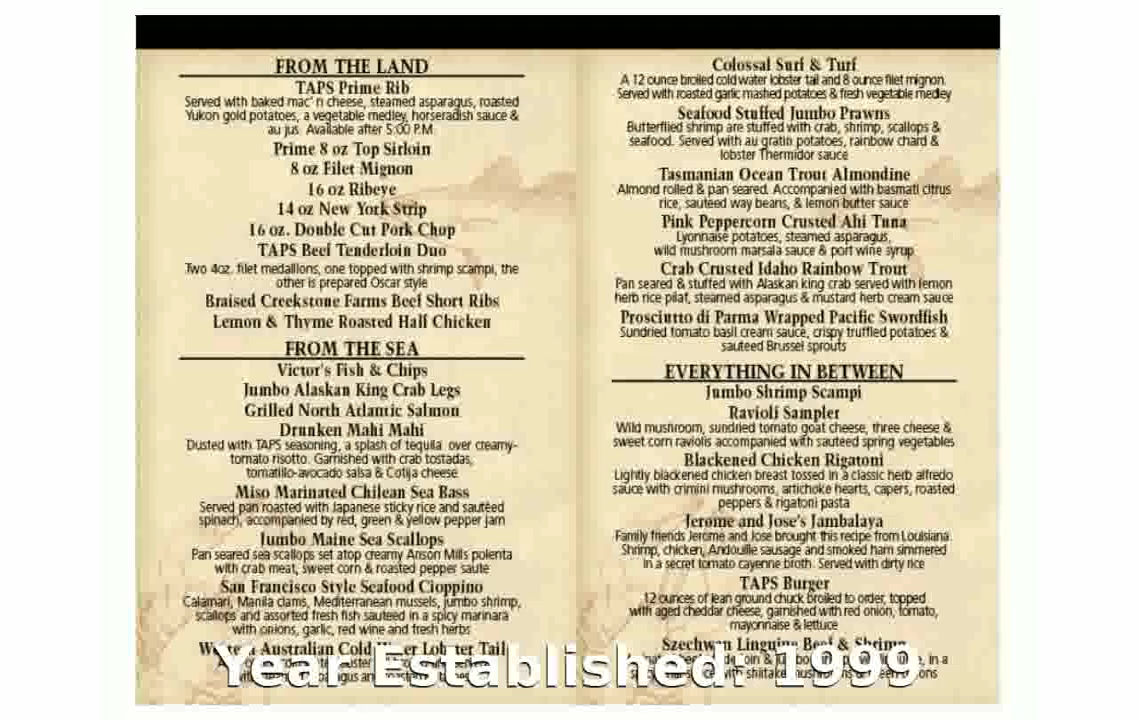 FROM THE LAND
TAPS Prime Rib
Served with baked mac' n cheese, steamed asparagus, roasted
Yukon gold potatoes, a vegetable medley, horseradish sauce &
au jus. Available after 5:00 P.M.
Prime 8 oz Top Sirloin
8 oz Filet Mignon
16 oz Ribeye
14 oz New York Strip
16 oz. Double Cut Pork Chop
TAPS Beef Tenderloin Duo
Two 4oz. filet medallions, one topped with shrimp scampi, the
other is prepared Oscar style
Braised Creekstone Farms Beef Short Ribs
Lemon & Thyme Roasted Half Chicken
FROM THE SEA
Victor's Fish & Chips
Jumbo Alaskan King Crab Legs
Grilled North Atlantic Salmon
Drunken Mahi Mahi
Dusted with TAPS seasoning, a splash of tequila over creamy-
tomato risotto. Garnished with crab tostadas,
tomatillo-avocado salsa & Cotija cheese
Miso Marinated Chilean Sea Bass
Served pan roasted with Japanese sticky rice and sautéed
spinach, accompanied by red, green & yellow pepper jam
Jumbo Maine Sea Scallops
Pan seared sea scallops set atop creamy Anson Mills polenta
with crab meat, sweet corn & roasted pepper saute
San Francisco Style Seafood Cioppino
Calamari, Manila clams, Mediterranean mussels, jumbo shrimp,
scallops and assorted fresh fish sauteed in a spicy marinara
with onions, garlic, red wine and fresh herbs
Australian Cold Lobster Tail
Colossal Surf & Turf
A 12 ounce broiled cold water lobster tail and 8 ounce filet mignon.
Served with roasted garlic mashed potatoes & fresh vegetable medley
Seafood Stuffed Jumbo Prawns
Butterflied shrimp are stuffed with crab, shrimp, scallops &
seafood. Served with au gratin potatoes, rainbow chard &
lobster Thermidor sauce
Tasmanian Ocean Trout Almondine
Almond rolled & pan seared. Accompanied with basmati citrus
rice, sautéed way beans, & lemon butter sauce
Pink Peppercorn Crusted Ahi Tuna
Lyonnaise potatoes, steamed asparagus,
wild mushroom marsala sauce & port wine syrup
Crab Crusted Idaho Rainbow Trout
Pan seared & stuffed with Alaskan king crab served with lemon
herb rice pilaf, steamed asparagus & mustard herb cream sauce
Prosciutto di Parma Wrapped Pacific Swordfish
Sundried tomato basil cream sauce, crispy truffled potatoes &
sauteed Brussel sprouts
EVERYTHING IN BETWEEN
Jumbo Shrimp Scampi
Ravioli Sampler
Wild mushroom, sundried tomato goat cheese, three cheese &
sweet corn raviolis accompanied with sauteed spring vegetables
Blackened Chicken Rigatoni
Lightly blackened chicken breast tossed in a classic herb alfredo
sauce with crimini mushrooms, artichoke hearts, capers, roasted
peppers & rigatoni pasta
Jerome and Jose's Jambalaya
Family friends Jerome and Jose brought this recipe from Louisiana.
Shrimp, chicken, Andouille sausage and smoked ham simmered
in a secret tomato cayenne broth. Served with dirty rice
TAPS Burger
12 ounces of lean ground chuck broiled to order, topped
with aged cheddar cheese, garnished with red onion, tomato,
mayonnaise & lettuce
Szechwan Linguine Beef & Shrimp
Year Established: 1999